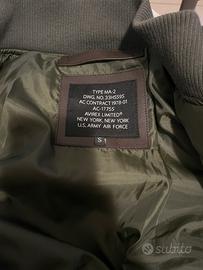 TYPE MA-2
DWG. NO. 33H5595
AC CONTRACT 1978-01
AC-17755
AVIREX LIMITED®
NEW YORK, NEW YORK
U.S. ARMY AIR FORCE
S
subito